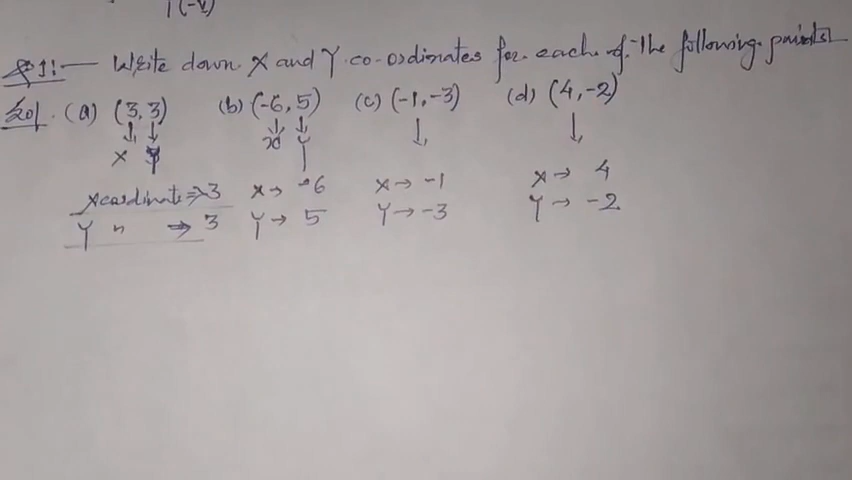 Y(-Y)
Q1:- Write down X and Y co-ordinates for each of the following points
Sol. (a) (3, 3) (b) (-6, 5) (c) (-1, -3) (d) (4, -2)
↓ ↓ ↓ ↓ ↓ ↓
X Y x Y
X coordinate ⇒ 3 X → -6 X → -1 X → 4
Y " ⇒ 3 Y → 5 Y → -3 Y → -2